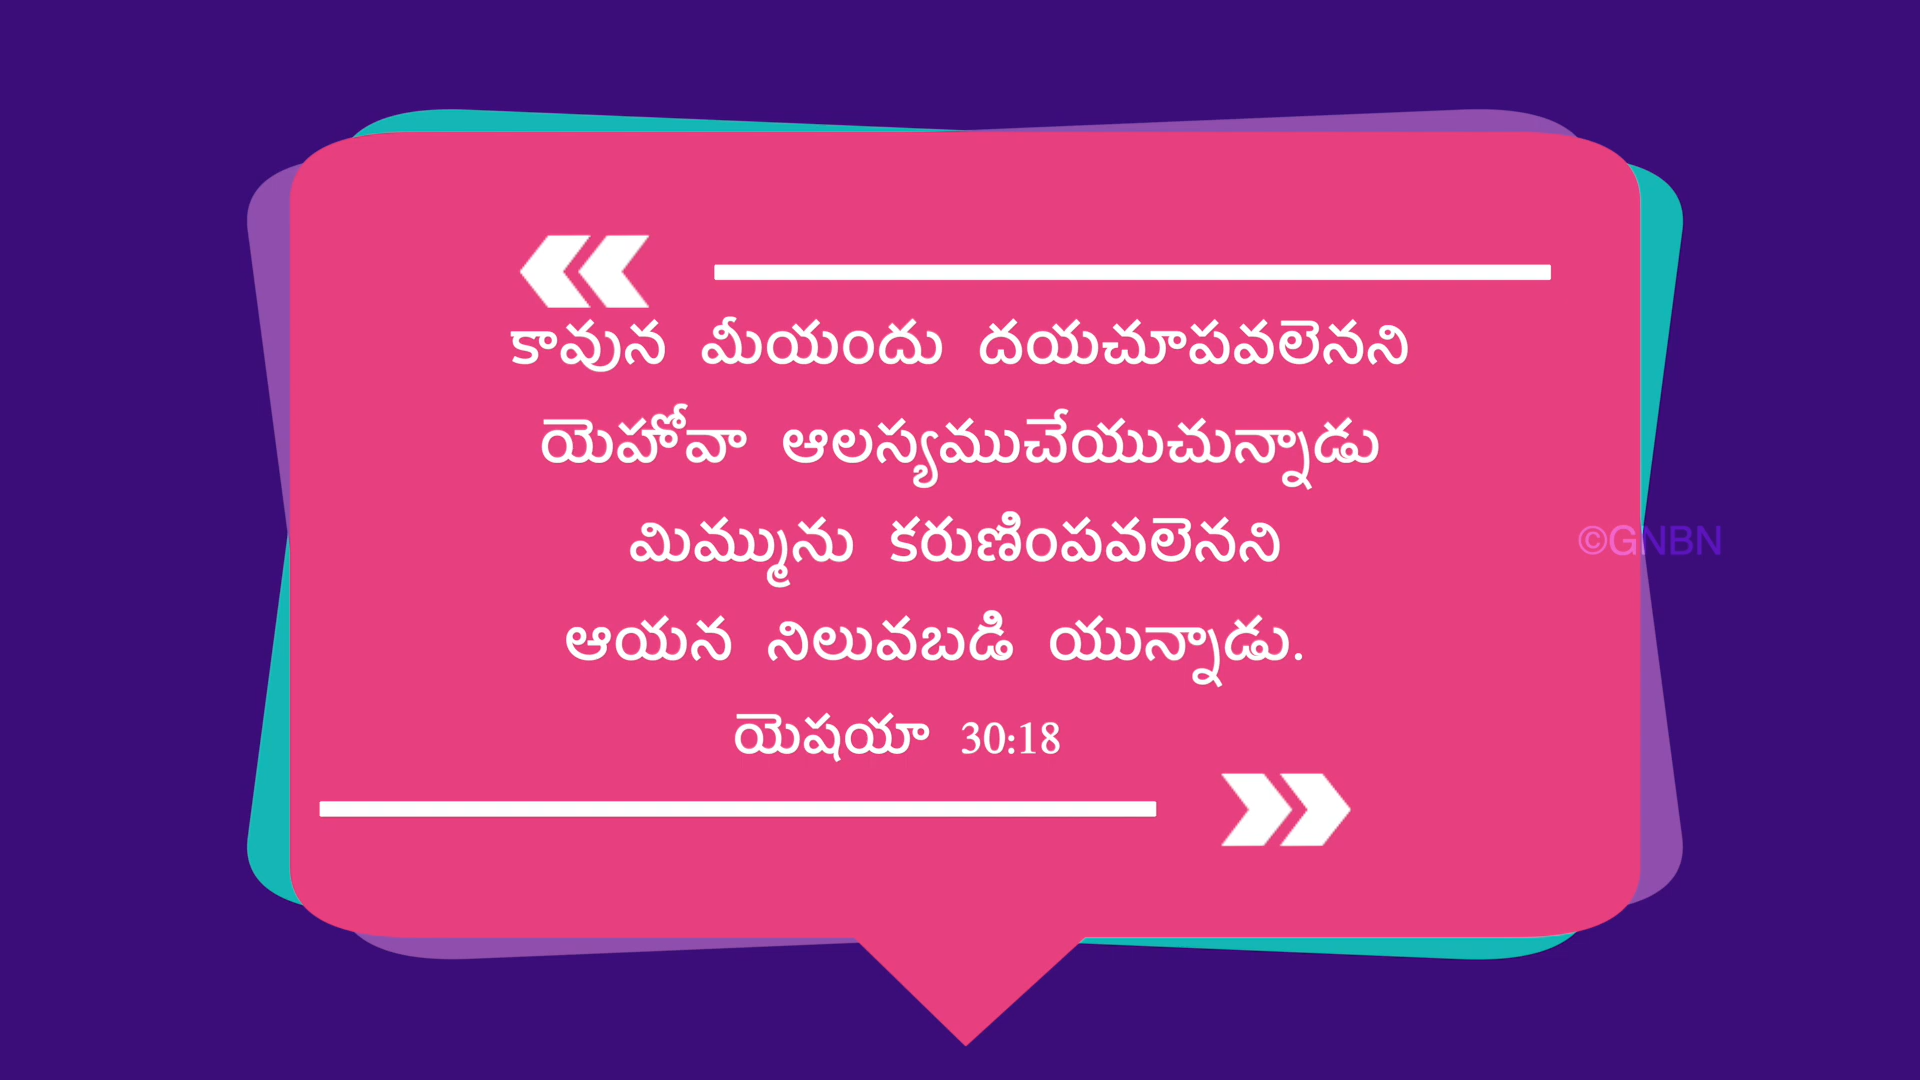 కావున మీయందు దయచూపవలెనని
యెహోవా ఆలస్యముచేయుచున్నాడు
మిమ్మును కరుణింపవలెనని
ఆయన నిలువబడి యున్నాడు.
యెషయా 30:18
©GNBN